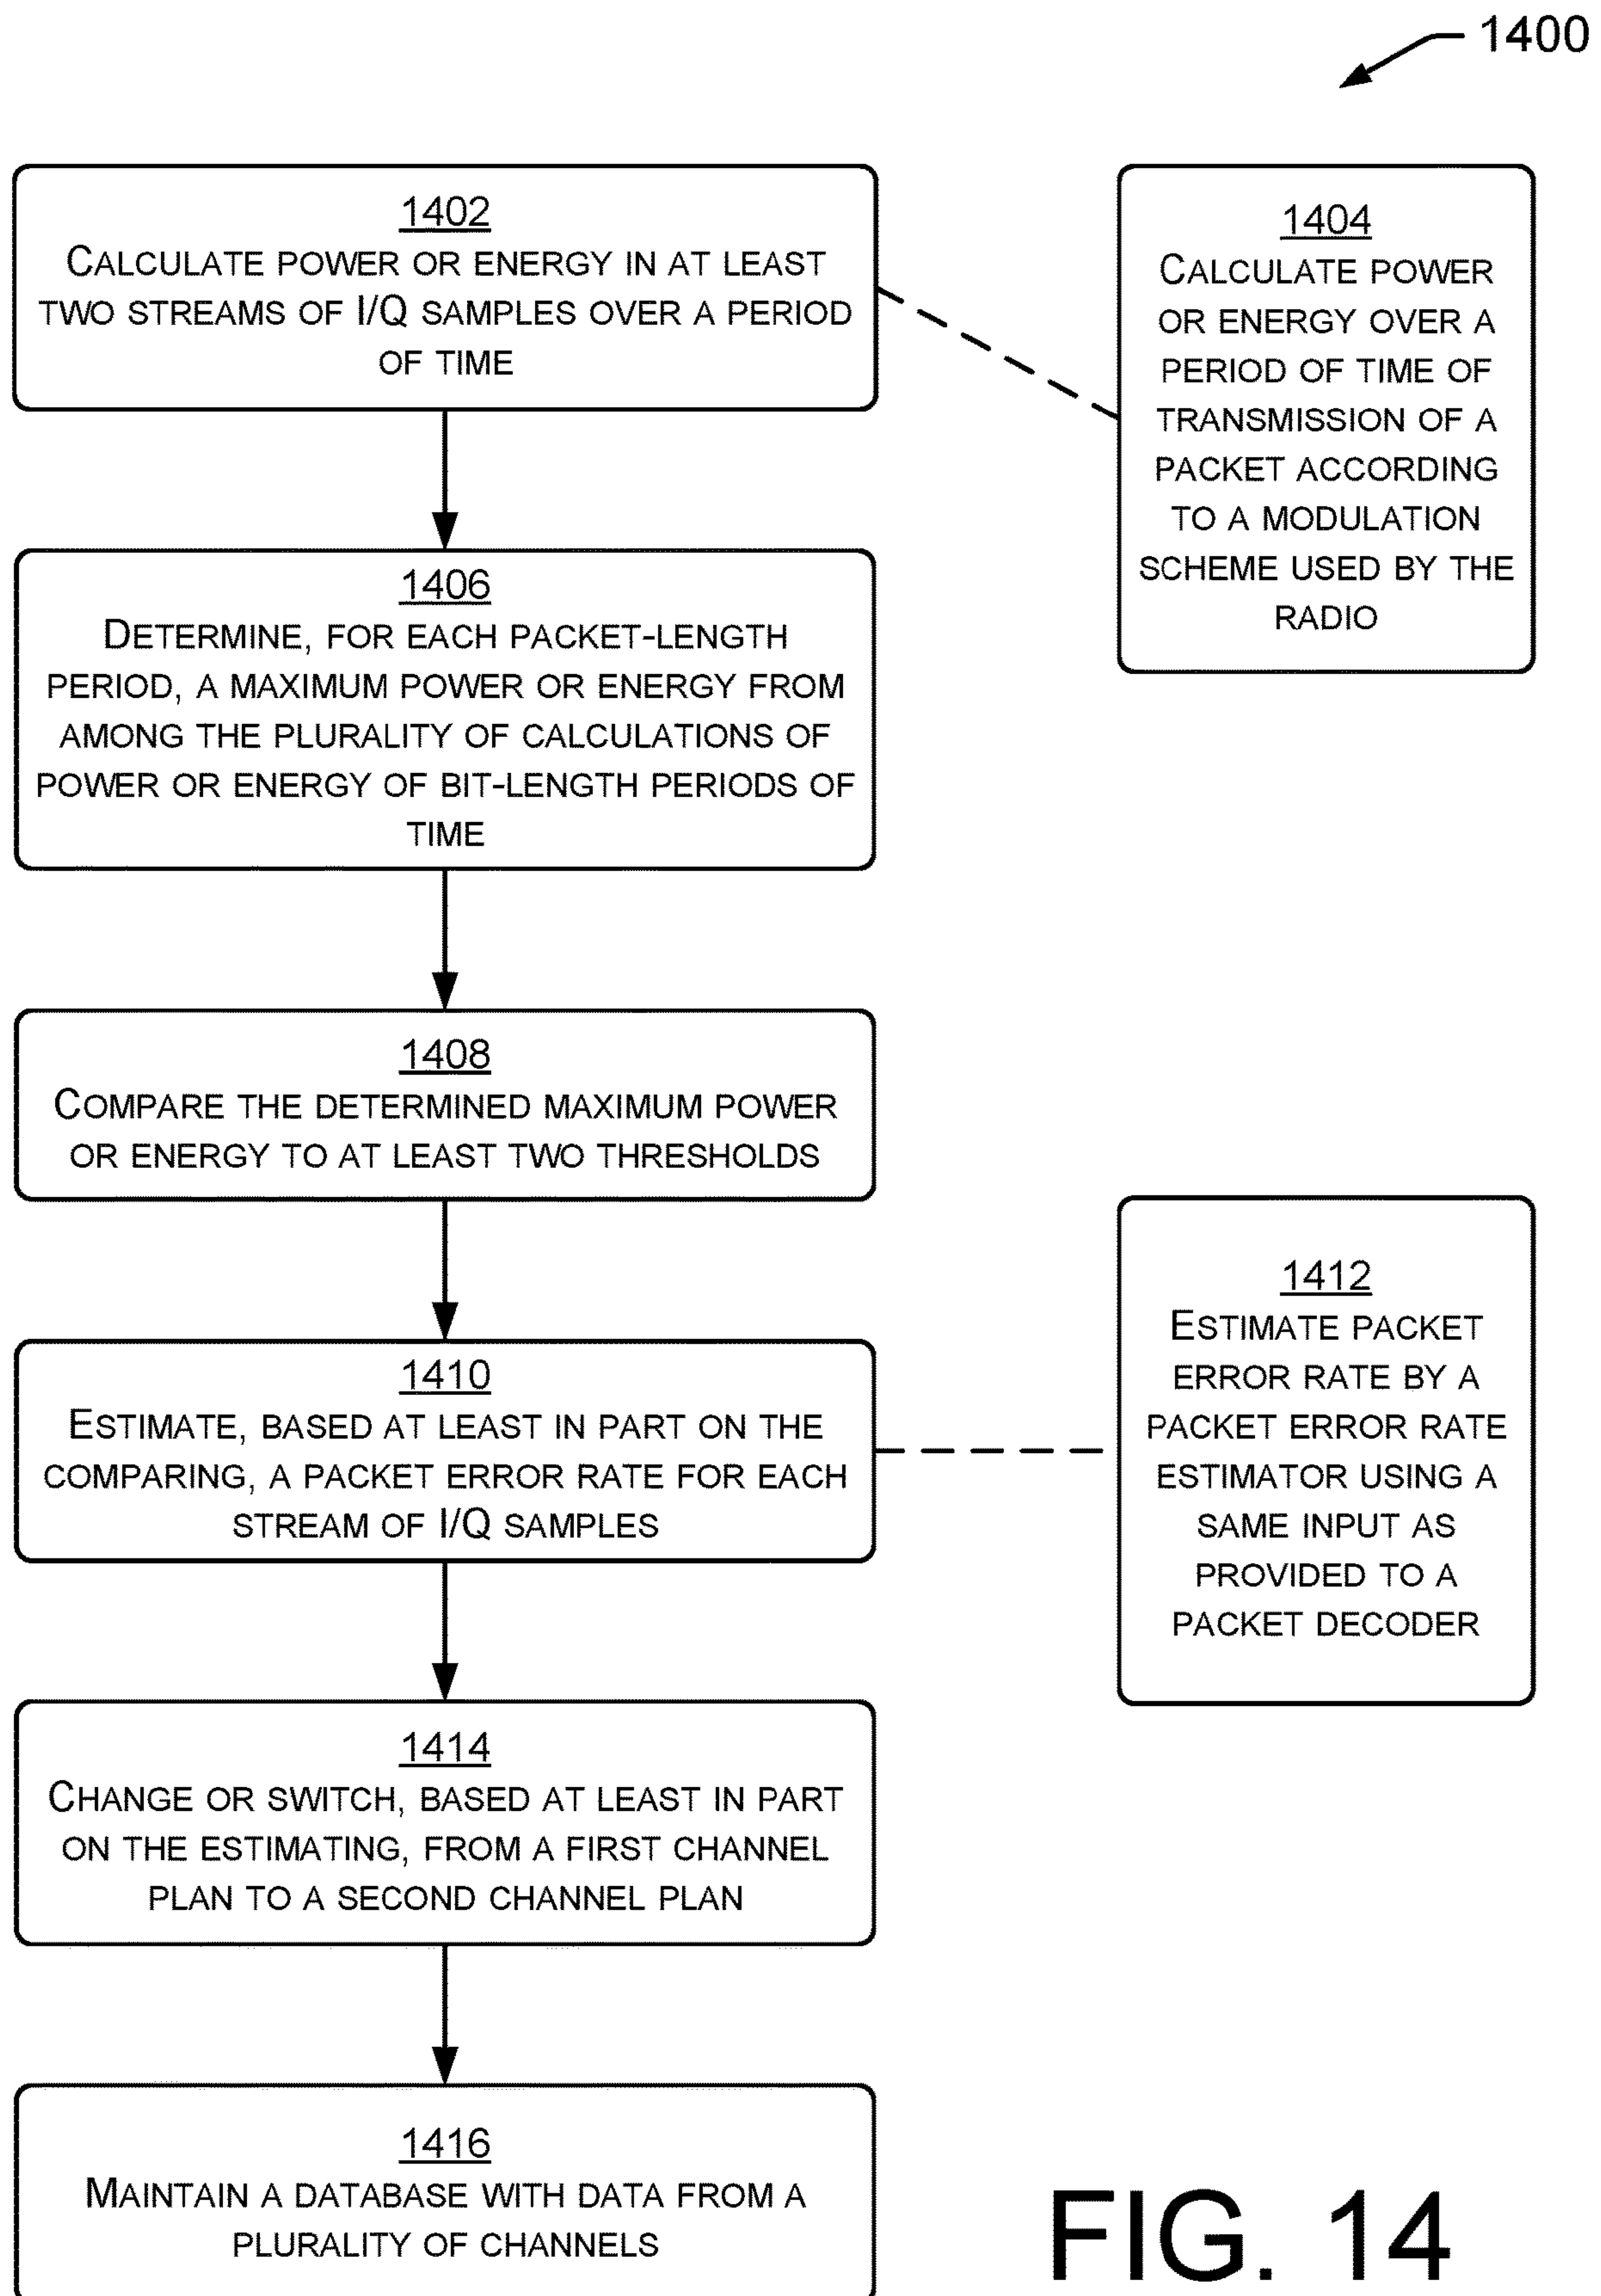 1400
1402
CALCULATE POWER OR ENERGY IN AT LEAST
TWO STREAMS OF I/Q SAMPLES OVER A PERIOD
OF TIME
1404
CALCULATE POWER
OR ENERGY OVER A
PERIOD OF TIME OF
TRANSMISSION OF A
PACKET ACCORDING
TO A MODULATION
SCHEME USED BY THE
RADIO
1406
DETERMINE, FOR EACH PACKET-LENGTH
PERIOD, A MAXIMUM POWER OR ENERGY FROM
AMONG THE PLURALITY OF CALCULATIONS OF
POWER OR ENERGY OF BIT-LENGTH PERIODS OF
TIME
1408
COMPARE THE DETERMINED MAXIMUM POWER
OR ENERGY TO AT LEAST TWO THRESHOLDS
1410
ESTIMATE, BASED AT LEAST IN PART ON THE
COMPARING, A PACKET ERROR RATE FOR EACH
STREAM OF I/Q SAMPLES
1412
ESTIMATE PACKET
ERROR RATE BY A
PACKET ERROR RATE
ESTIMATOR USING A
SAME INPUT AS
PROVIDED TO A
PACKET DECODER
1414
CHANGE OR SWITCH, BASED AT LEAST IN PART
ON THE ESTIMATING, FROM A FIRST CHANNEL
PLAN TO A SECOND CHANNEL PLAN
1416
MAINTAIN A DATABASE WITH DATA FROM A
PLURALITY OF CHANNELS
FIG. 14